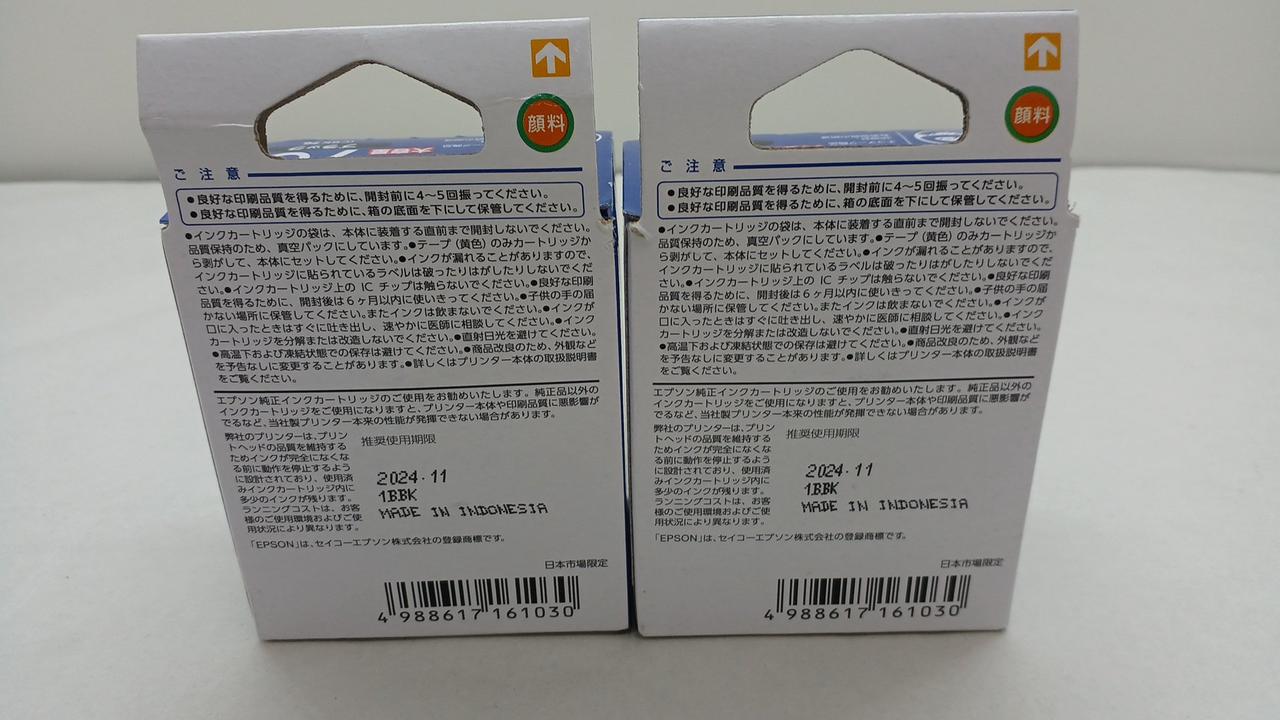 顔料
ご注意
●良好な印刷品質を得るために、開封前に4～5回振ってください。
●良好な印刷品質を得るために、箱の底面を下にして保管してください。
●インクカートリッジの袋は、本体に装着する直前まで開封しないでください。
品質保持のため、真空パックにしています。●テープ（黄色）のみカートリッジか
ら剥がして、本体にセットしてください。●インクが漏れることがありますので、
インクカートリッジに貼られているラベルは破ったりはがしたりしないでくだ
さい。●インクカートリッジ上の IC チップは触らないでください。●良好な印刷
品質を得るために、開封後は6ヶ月以内に使いきってください。●子供の手の届
かない場所に保管してください。またインクは飲まないでください。●インクが
口に入ったときはすぐに吐き出し、速やかに医師に相談してください。●インク
カートリッジを分解または改造しないでください。●直射日光を避けてください。
●高温下および凍結状態での保存は避けてください。●商品改良のため、外観など
を予告なしに変更することがあります。●詳しくはプリンター本体の取扱説明書
をご覧ください。
エプソン純正インクカートリッジのご使用をお勧めいたします。純正品以外の
インクカートリッジをご使用になりますと、プリンター本体や印刷品質に悪影響が
でるなど、当社製プリンター本来の性能が発揮できない場合があります。
弊社のプリンターは、プリン
トヘッドの品質を維持する
ためインクが完全になくな
る前に動作を停止するよう
に設計されており、使用済
みインクカートリッジ内に
多少のインクが残ります。
ランニングコストは、お客
様のご使用環境およびご使
用状況により異なります。
推奨使用期限
2024.11
1BBK
MADE IN INDONESIA
「EPSON」は、セイコーエプソン株式会社の登録商標です。
日本市場限定
4 988617 161030
顔料
ご注意
●良好な印刷品質を得るために、開封前に4～5回振ってください。
●良好な印刷品質を得るために、箱の底面を下にして保管してください。
●インクカートリッジの袋は、本体に装着する直前まで開封しないでください。
品質保持のため、真空パックにしています。●テープ（黄色）のみカートリッジか
ら剥がして、本体にセットしてください。●インクが漏れることがありますので、
インクカートリッジに貼られているラベルは破ったりはがしたりしないでくだ
さい。●インクカートリッジ上の IC チップは触らないでください。●良好な印刷
品質を得るために、開封後は6ヶ月以内に使いきってください。●子供の手の届
かない場所に保管してください。またインクは飲まないでください。●インクが
口に入ったときはすぐに吐き出し、速やかに医師に相談してください。●インク
カートリッジを分解または改造しないでください。●直射日光を避けてください。
●高温下および凍結状態での保存は避けてください。●商品改良のため、外観など
を予告なしに変更することがあります。●詳しくはプリンター本体の取扱説明書
をご覧ください。
エプソン純正インクカートリッジのご使用をお勧めいたします。純正品以外の
インクカートリッジをご使用になりますと、プリンター本体や印刷品質に悪影響が
でるなど、当社製プリンター本来の性能が発揮できない場合があります。
弊社のプリンターは、プリン
トヘッドの品質を維持する
ためインクが完全になくな
る前に動作を停止するよう
に設計されており、使用済
みインクカートリッジ内に
多少のインクが残ります。
ランニングコストは、お客
様のご使用環境およびご使
用状況により異なります。
推奨使用期限
2024.11
1BBK
MADE IN INDONESIA
「EPSON」は、セイコーエプソン株式会社の登録商標です。
日本市場限定
4 988617 161030